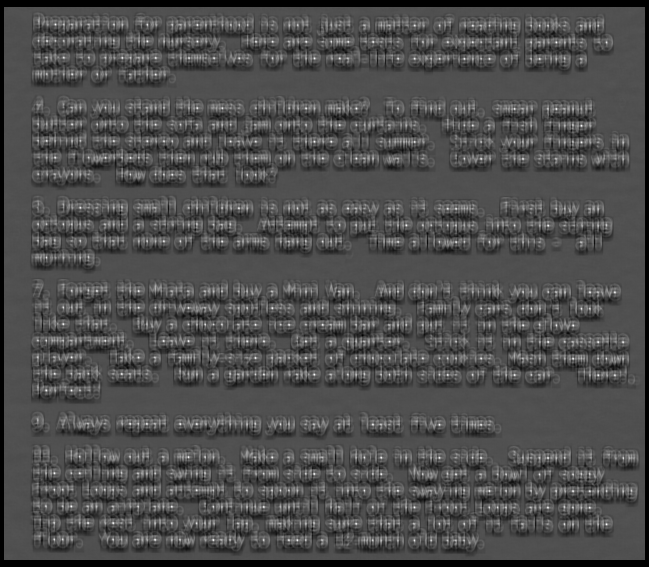 Preparation for parenthood is not just a matter of reading books and
decorating the nursery. Here are some tests for expectant parents to
take to prepare themselves for the real-life experience of being a
mother or father.
4. Can you stand the mess children make? To find out, smear peanut
butter onto the sofa and jam onto the curtains. Hide a fish finger
behind the stereo and leave it there all summer. Stick your fingers in
the flowerbeds then rub them on the clean walls. Cover the stains with
crayons. How does that look?
5. Dressing small children is not as easy as it seems. First buy an
octopus and a string bag. Attempt to put the octopus into the string
bag so that none of the arms hang out. Time allowed for this - all
morning.
7. Forget the Miata and buy a Mini Van. And don't think you can leave
it out in the driveway spotless and shining. Family cars don't look
like that. Buy a chocolate ice cream bar and put it in the glove
compartment. Leave it there. Get a quarter. Stick it in the cassette
player. Take a family-size packet of chocolate cookies. Mash them down
the back seats. Run a garden rake along both sides of the car. There!,
Perfect!
9. Always repeat everything you say at least five times.
11. Hollow out a melon. Make a small hole in the side. Suspend it from
the ceiling and swing it from side to side. Now get a bowl of soggy
Froot Loops and attempt to spoon it into the swaying melon by pretending
to be an airplane. Continue until half of the Froot Loops are gone.
Tip the rest into your lap, making sure that a lot of it falls on the
floor. You are now ready to feed a 12-month old baby.